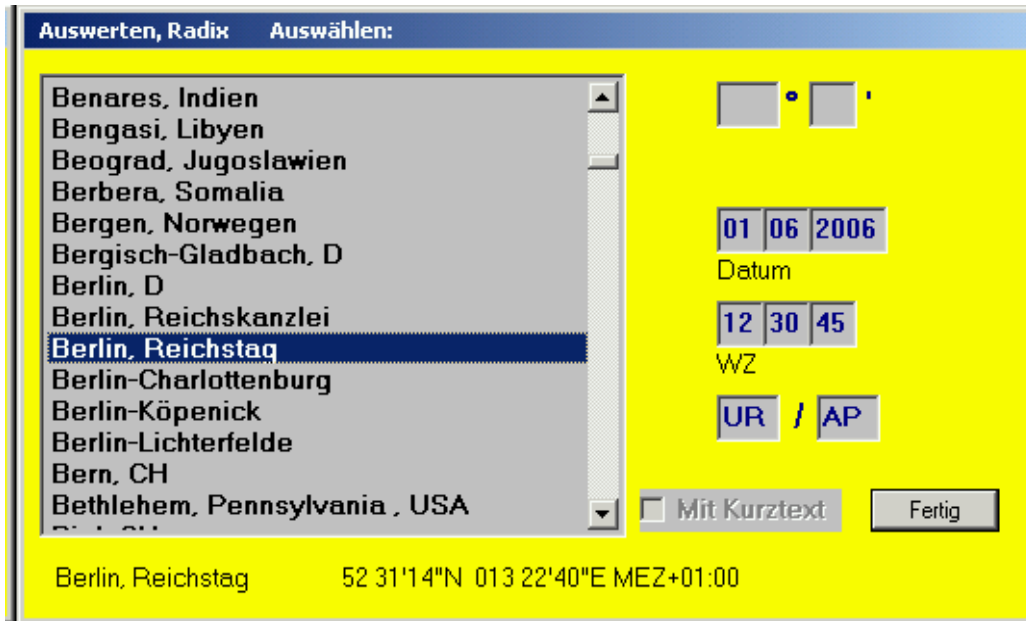 Auswerten, Radix Auswählen:
Benares, Indien
Bengasi, Libyen
Beograd, Jugoslawien
Berbera, Somalia
Bergen, Norwegen
Bergisch-Gladbach, D
Berlin, D
Berlin, Reichskanzlei
Berlin, Reichstag
Berlin-Charlottenburg
Berlin-Köpenick
Berlin-Lichterfelde
Bern, CH
Bethlehem, Pennsylvania , USA
° '
01 06 2006
Datum
12 30 45
WZ
UR / AP
Mit Kurztext
Fertig
Berlin, Reichstag 52 31'14"N 013 22'40"E MEZ+01:00